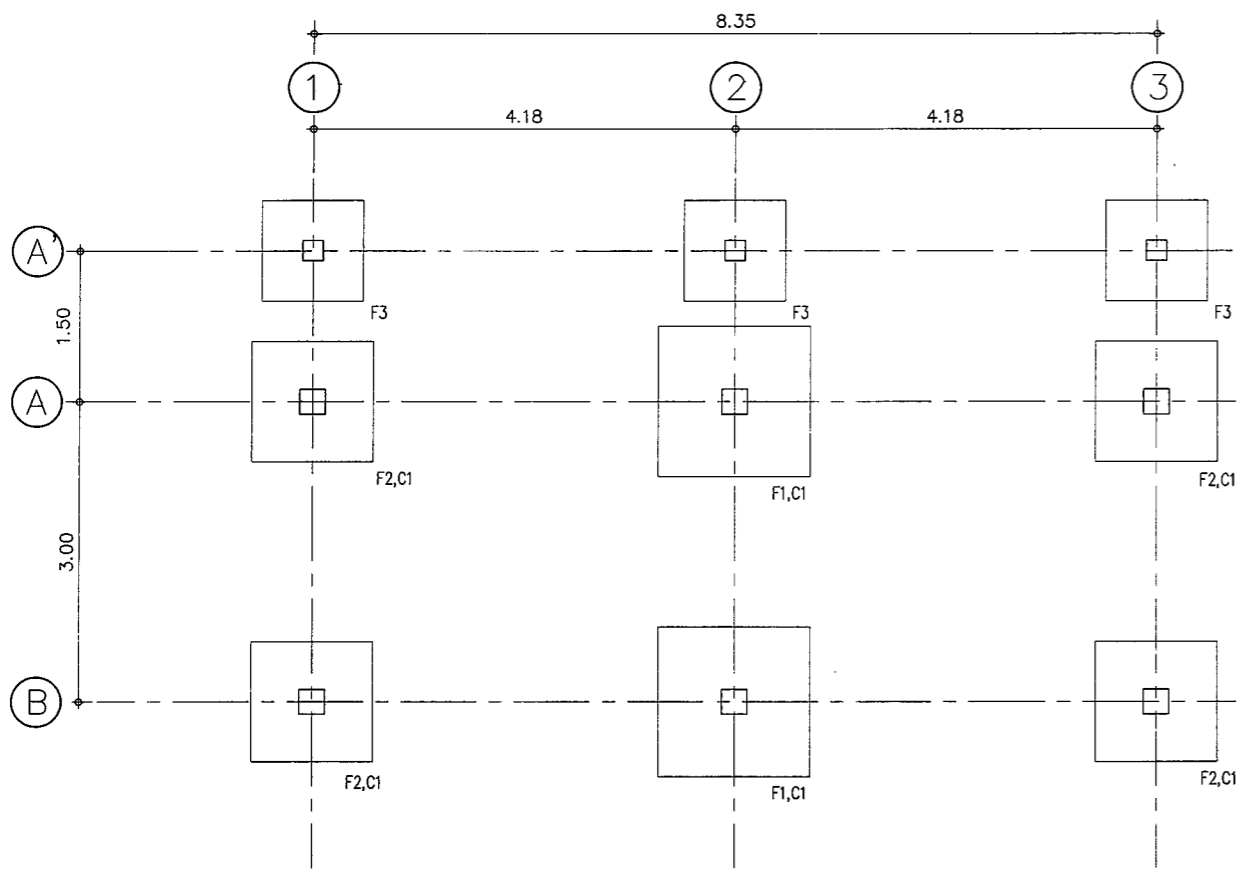 8.35
1 2 3
4.18 4.18
A'
F3 F3 F3
1.50
A
F2,C1 F1,C1 F2,C1
3.00
B
F2,C1 F1,C1 F2,C1